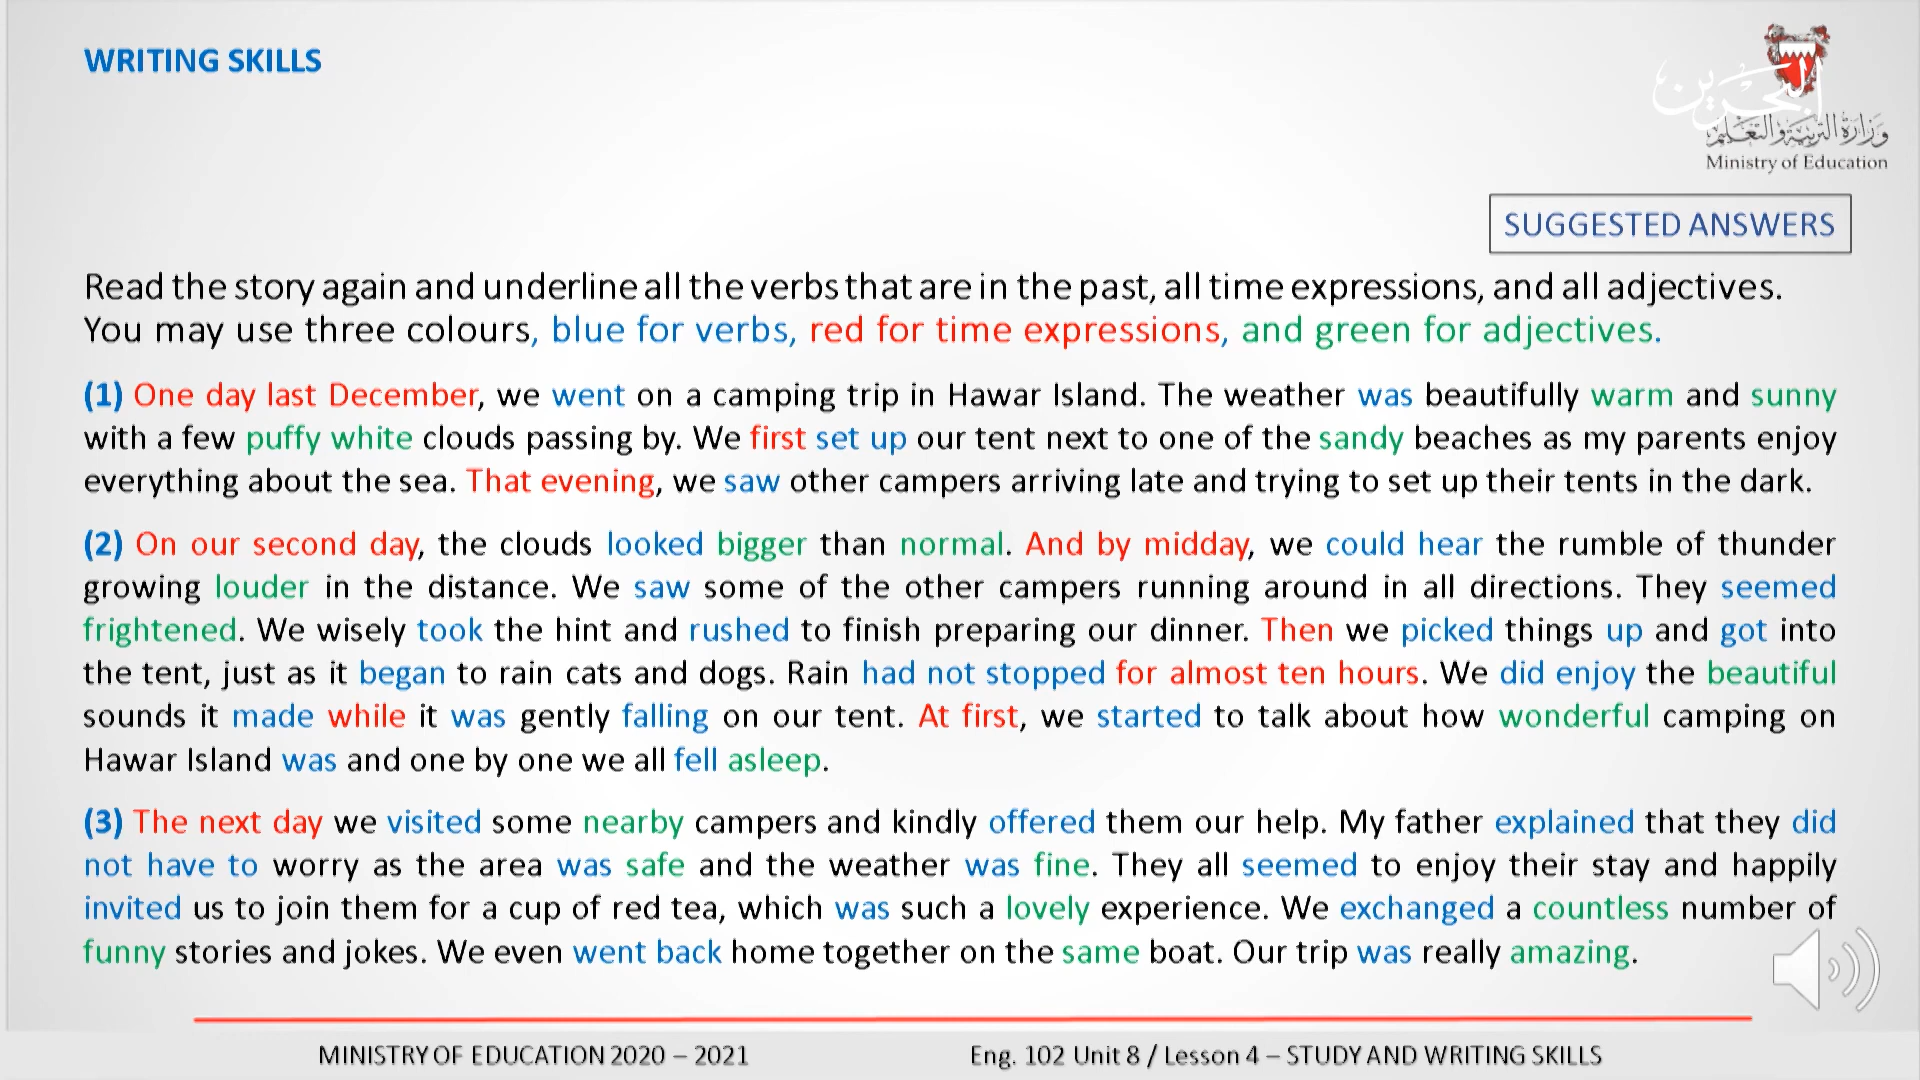 WRITING SKILLS
البحرين
وزارة التربية والتعليم
Ministry of Education
SUGGESTED ANSWERS
Read the story again and underline all the verbs that are in the past, all time expressions, and all adjectives.
You may use three colours, blue for verbs, red for time expressions, and green for adjectives.
(1) One day last December, we went on a camping trip in Hawar Island. The weather was beautifully warm and sunny
with a few puffy white clouds passing by. We first set up our tent next to one of the sandy beaches as my parents enjoy
everything about the sea. That evening, we saw other campers arriving late and trying to set up their tents in the dark.
(2) On our second day, the clouds looked bigger than normal. And by midday, we could hear the rumble of thunder
growing louder in the distance. We saw some of the other campers running around in all directions. They seemed
frightened. We wisely took the hint and rushed to finish preparing our dinner. Then we picked things up and got into
the tent, just as it began to rain cats and dogs. Rain had not stopped for almost ten hours. We did enjoy the beautiful
sounds it made while it was gently falling on our tent. At first, we started to talk about how wonderful camping on
Hawar Island was and one by one we all fell asleep.
(3) The next day we visited some nearby campers and kindly offered them our help. My father explained that they did
not have to worry as the area was safe and the weather was fine. They all seemed to enjoy their stay and happily
invited us to join them for a cup of red tea, which was such a lovely experience. We exchanged a countless number of
funny stories and jokes. We even went back home together on the same boat. Our trip was really amazing.
MINISTRY OF EDUCATION 2020 – 2021
Eng. 102 Unit 8 / Lesson 4 – STUDY AND WRITING SKILLS